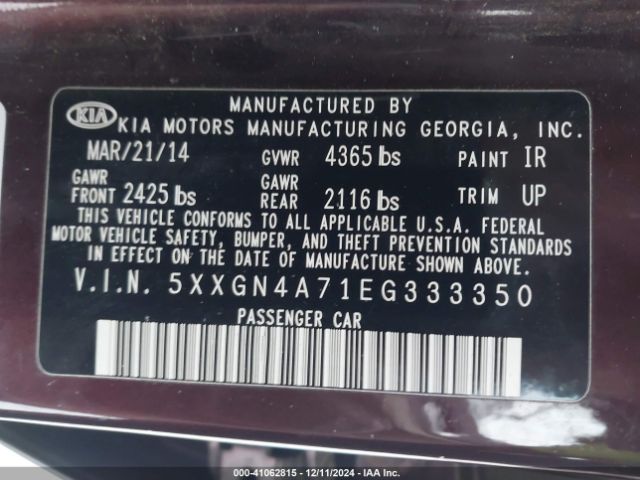 MANUFACTURED BY
KIA KIA MOTORS MANUFACTURING GEORGIA, INC.
MAR/21/14 GVWR 4365 lbs PAINT IR
GAWR FRONT 2425 lbs GAWR REAR 2116 lbs TRIM UP
THIS VEHICLE CONFORMS TO ALL APPLICABLE U.S.A. FEDERAL
MOTOR VEHICLE SAFETY, BUMPER, AND THEFT PREVENTION STANDARDS
IN EFFECT ON THE DATE OF MANUFACTURE SHOWN ABOVE.
V.I.N. 5XXGN4A71EG333350
PASSENGER CAR
000-41062815 - 12/11/2024 - IAA Inc.